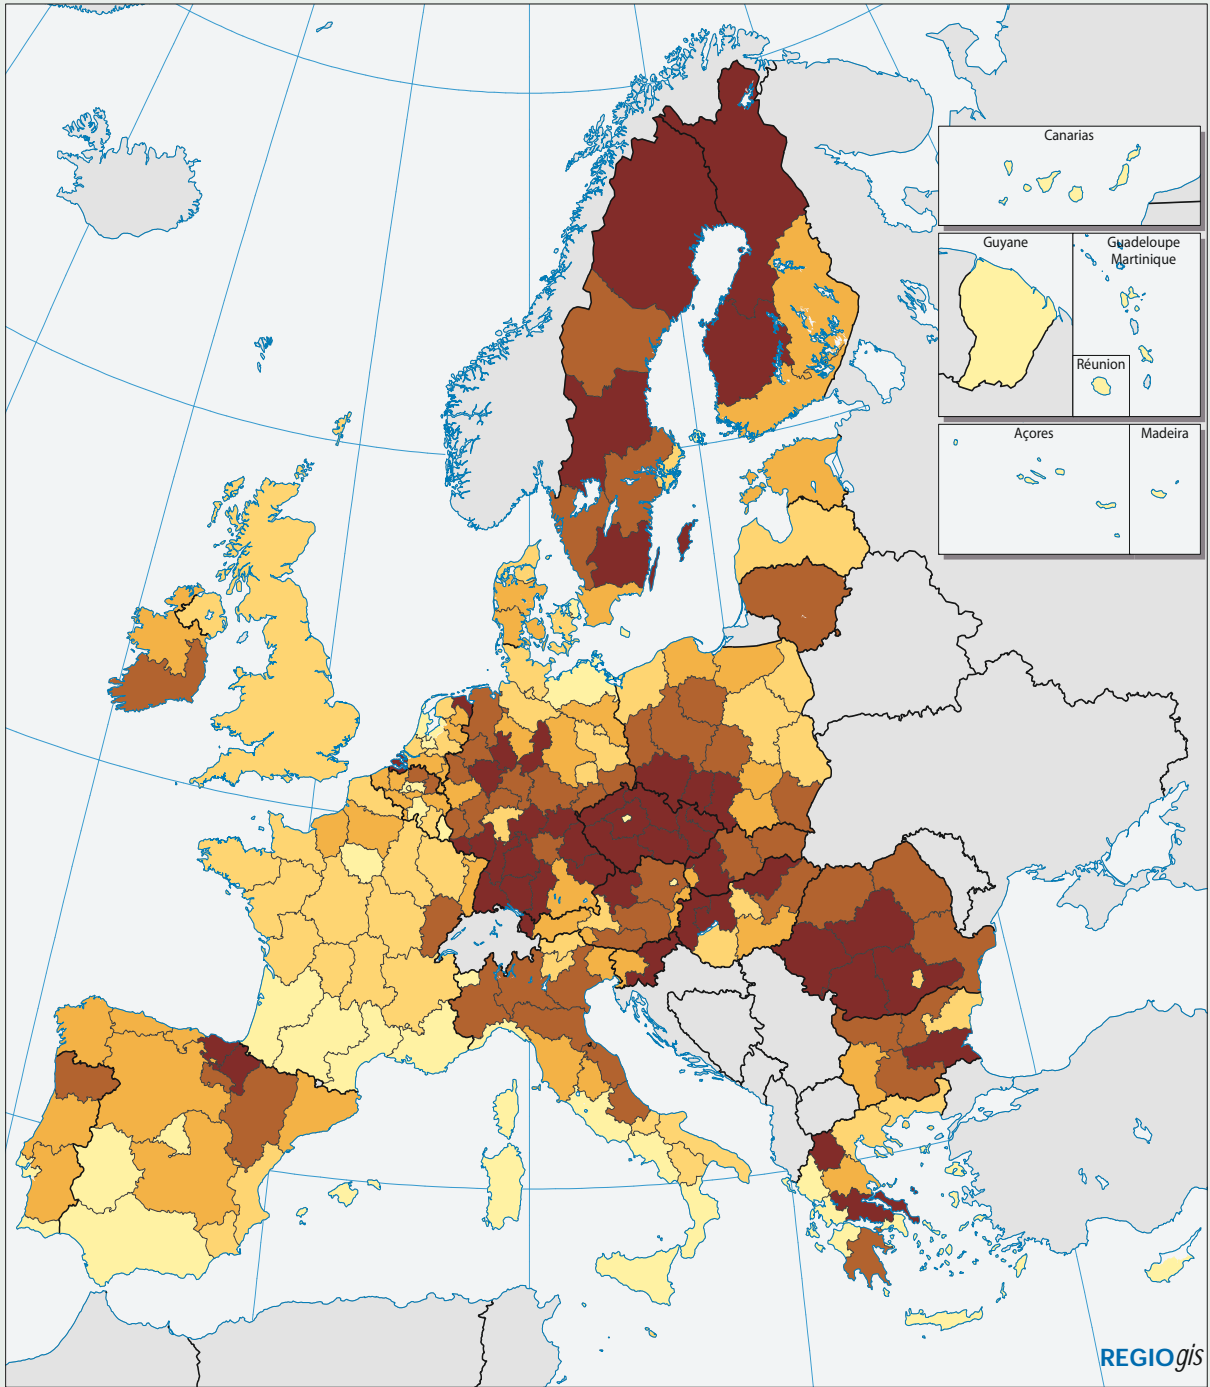 Canarias
Guyane
Guadeloupe
Martinique
Réunion
Açores
Madeira
REGIOgis